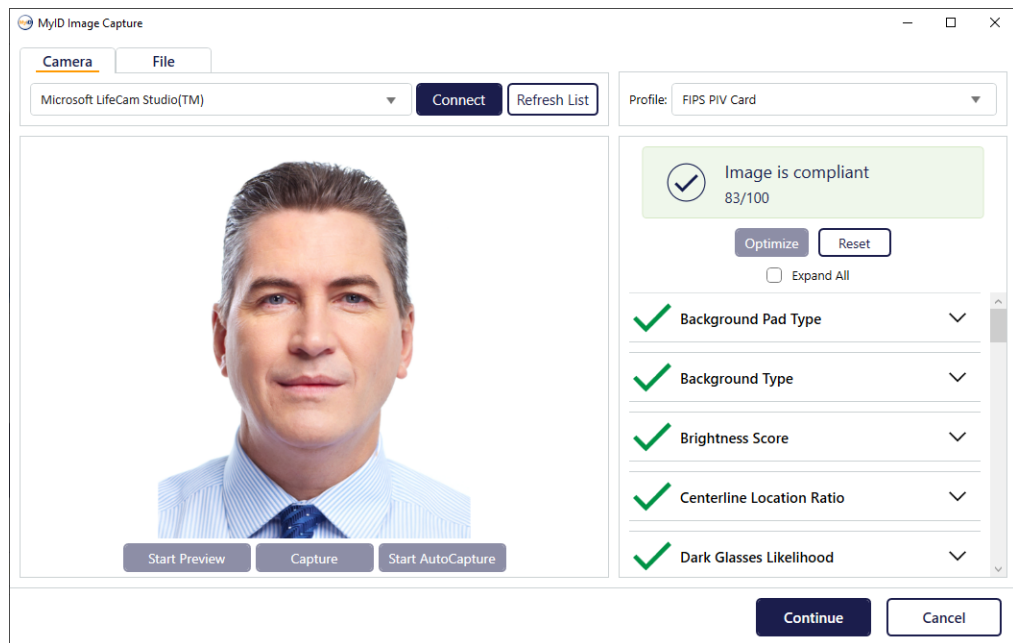 MyID MyID Image Capture
Camera File
Microsoft LifeCam Studio(TM) Connect Refresh List
Profile: FIPS PIV Card
Image is compliant
83/100
Optimize Reset
Expand All
Background Pad Type
Background Type
Brightness Score
Centerline Location Ratio
Dark Glasses Likelihood
Start Preview Capture Start AutoCapture
Continue Cancel